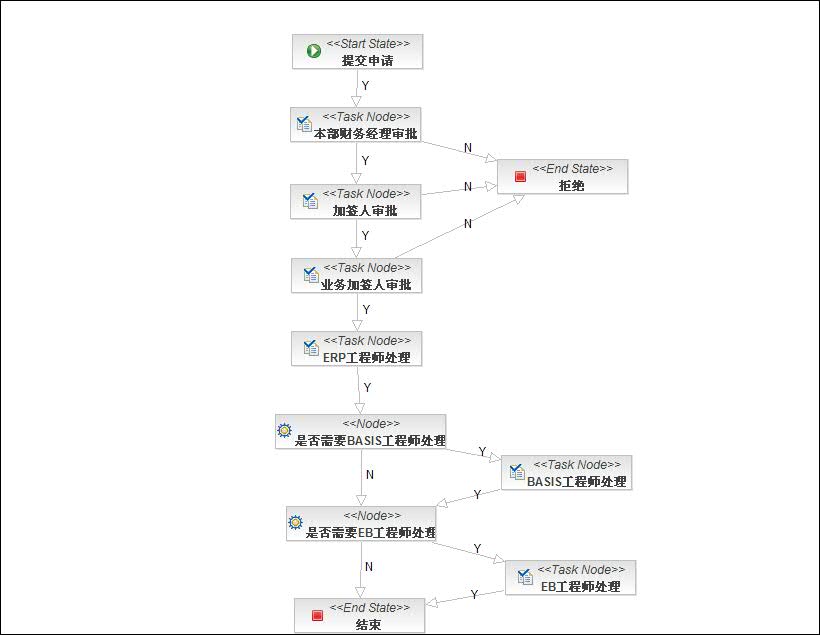 <<Start State>>
提交申请
Y
<<Task Node>>
本部财务经理审批
N
Y
<<End State>>
拒绝
<<Task Node>>
加签人审批
N
Y
N
<<Task Node>>
业务加签人审批
Y
<<Task Node>>
ERP工程师处理
Y
<<Node>>
是否需要BASIS工程师处理
Y
N
<<Task Node>>
BASIS工程师处理
Y
<<Node>>
是否需要EB工程师处理
Y
N
<<Task Node>>
EB工程师处理
Y
<<End State>>
结束